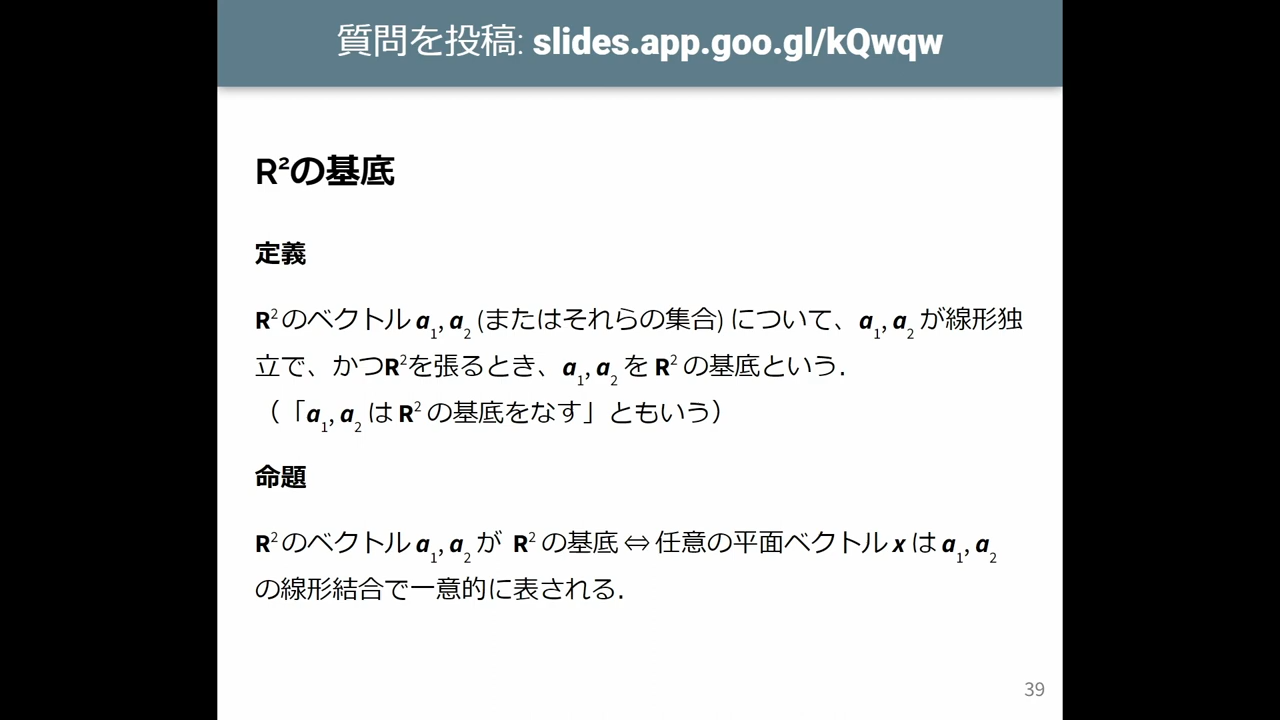 質問を投稿: slides.app.goo.gl/kQwqw
R²の基底
定義
R²のベクトル a₁, a₂ (またはそれらの集合) について、a₁, a₂ が線形独
立で、かつR²を張るとき、a₁, a₂ を R² の基底という．
（「a₁, a₂ は R² の基底をなす」ともいう）
命題
R²のベクトル a₁, a₂ が R² の基底 ⇔ 任意の平面ベクトル x は a₁, a₂
の線形結合で一意的に表される．
39